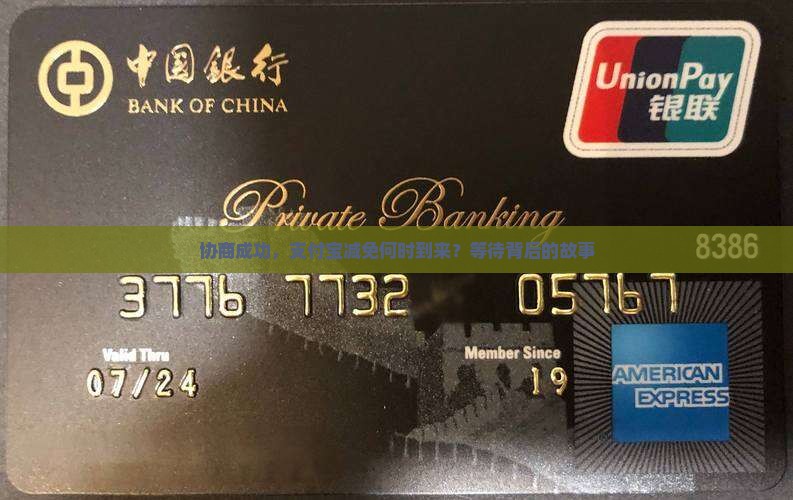 中国银行
BANK OF CHINA
UnionPay
银联
Private Banking
协商成功，支付宝减免何时到来？等待背后的故事
8386
3776 7732 05767
Valid Thru
07/24
Member Since
19
AMERICAN
EXPRESS